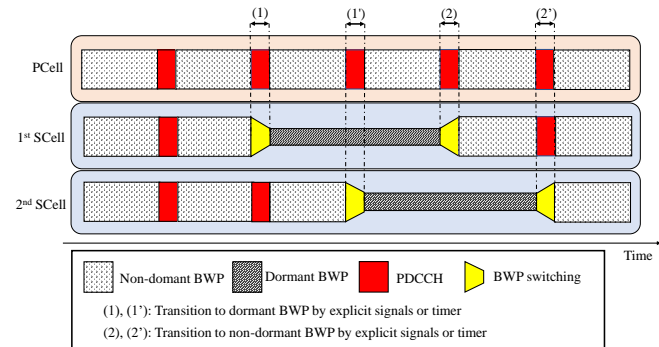 (1) (1') (2) (2’)
PCell
1st SCell
2nd SCell
Time
Non-domant BWP Dormant BWP PDCCH BWP switching
(1), (1’): Transition to dormant BWP by explicit signals or timer
(2), (2’): Transition to non-dormant BWP by explicit signals or timer